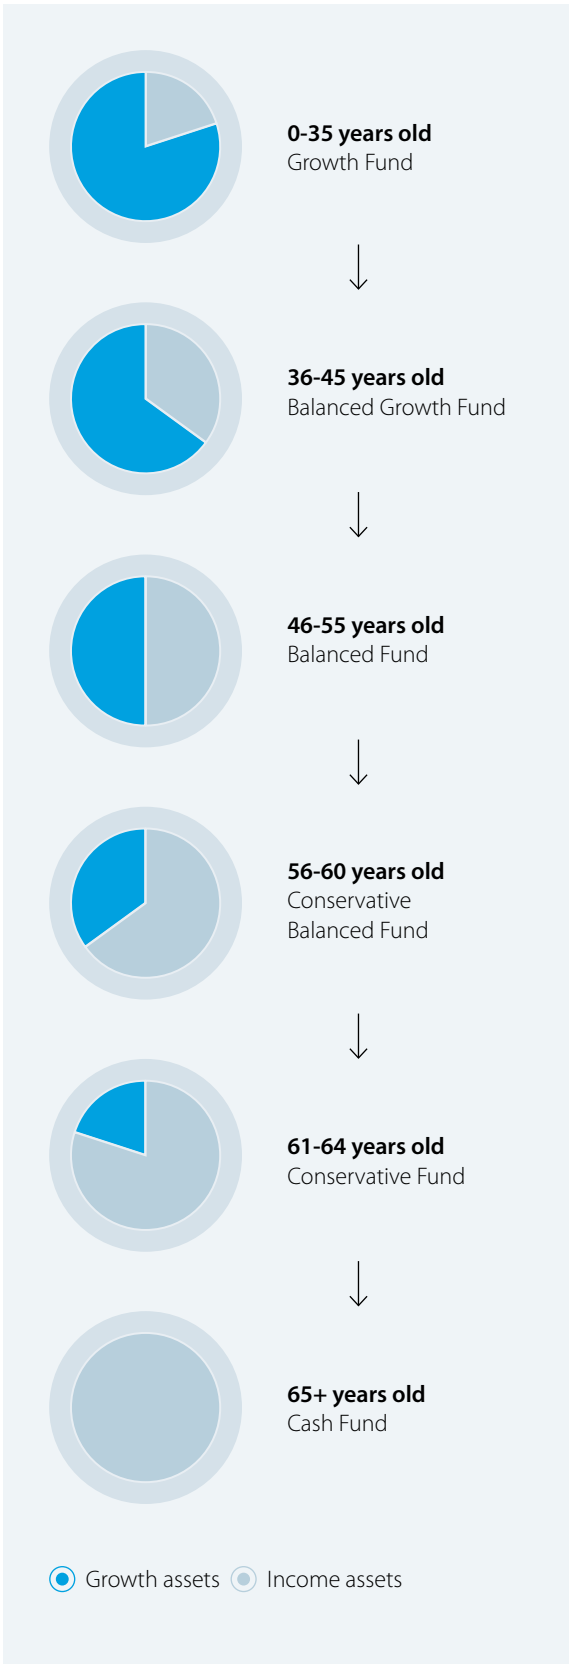 0-35 years old
Growth Fund
36-45 years old
Balanced Growth Fund
46-55 years old
Balanced Fund
56-60 years old
Conservative
Balanced Fund
61-64 years old
Conservative Fund
65+ years old
Cash Fund
Growth assets Income assets